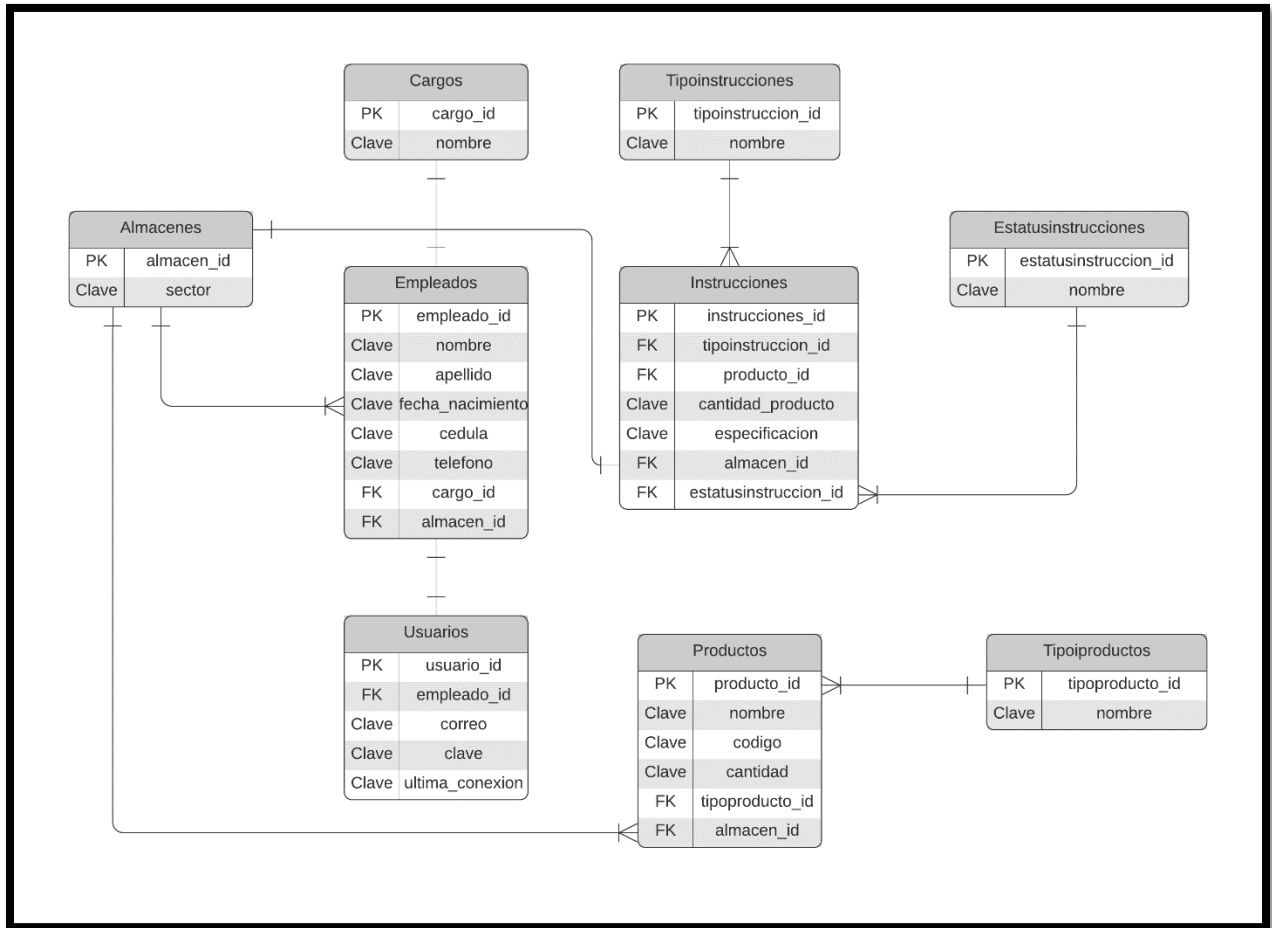 Cargos
PK cargo_id
Clave nombre
Tipoinstrucciones
PK tipoinstruccion_id
Clave nombre
Almacenes
PK almacen_id
Clave sector
Estatusinstrucciones
PK estatusinstruccion_id
Clave nombre
Empleados
PK empleado_id
Clave nombre
Clave apellido
Clave fecha_nacimiento
Clave cedula
Clave telefono
FK cargo_id
FK almacen_id
Instrucciones
PK instrucciones_id
FK tipoinstruccion_id
FK producto_id
Clave cantidad_producto
Clave especificacion
FK almacen_id
FK estatusinstruccion_id
Usuarios
PK usuario_id
FK empleado_id
Clave correo
Clave clave
Clave ultima_conexion
Productos
PK producto_id
Clave nombre
Clave codigo
Clave cantidad
FK tipoproducto_id
FK almacen_id
Tipoiproductos
PK tipoproducto_id
Clave nombre